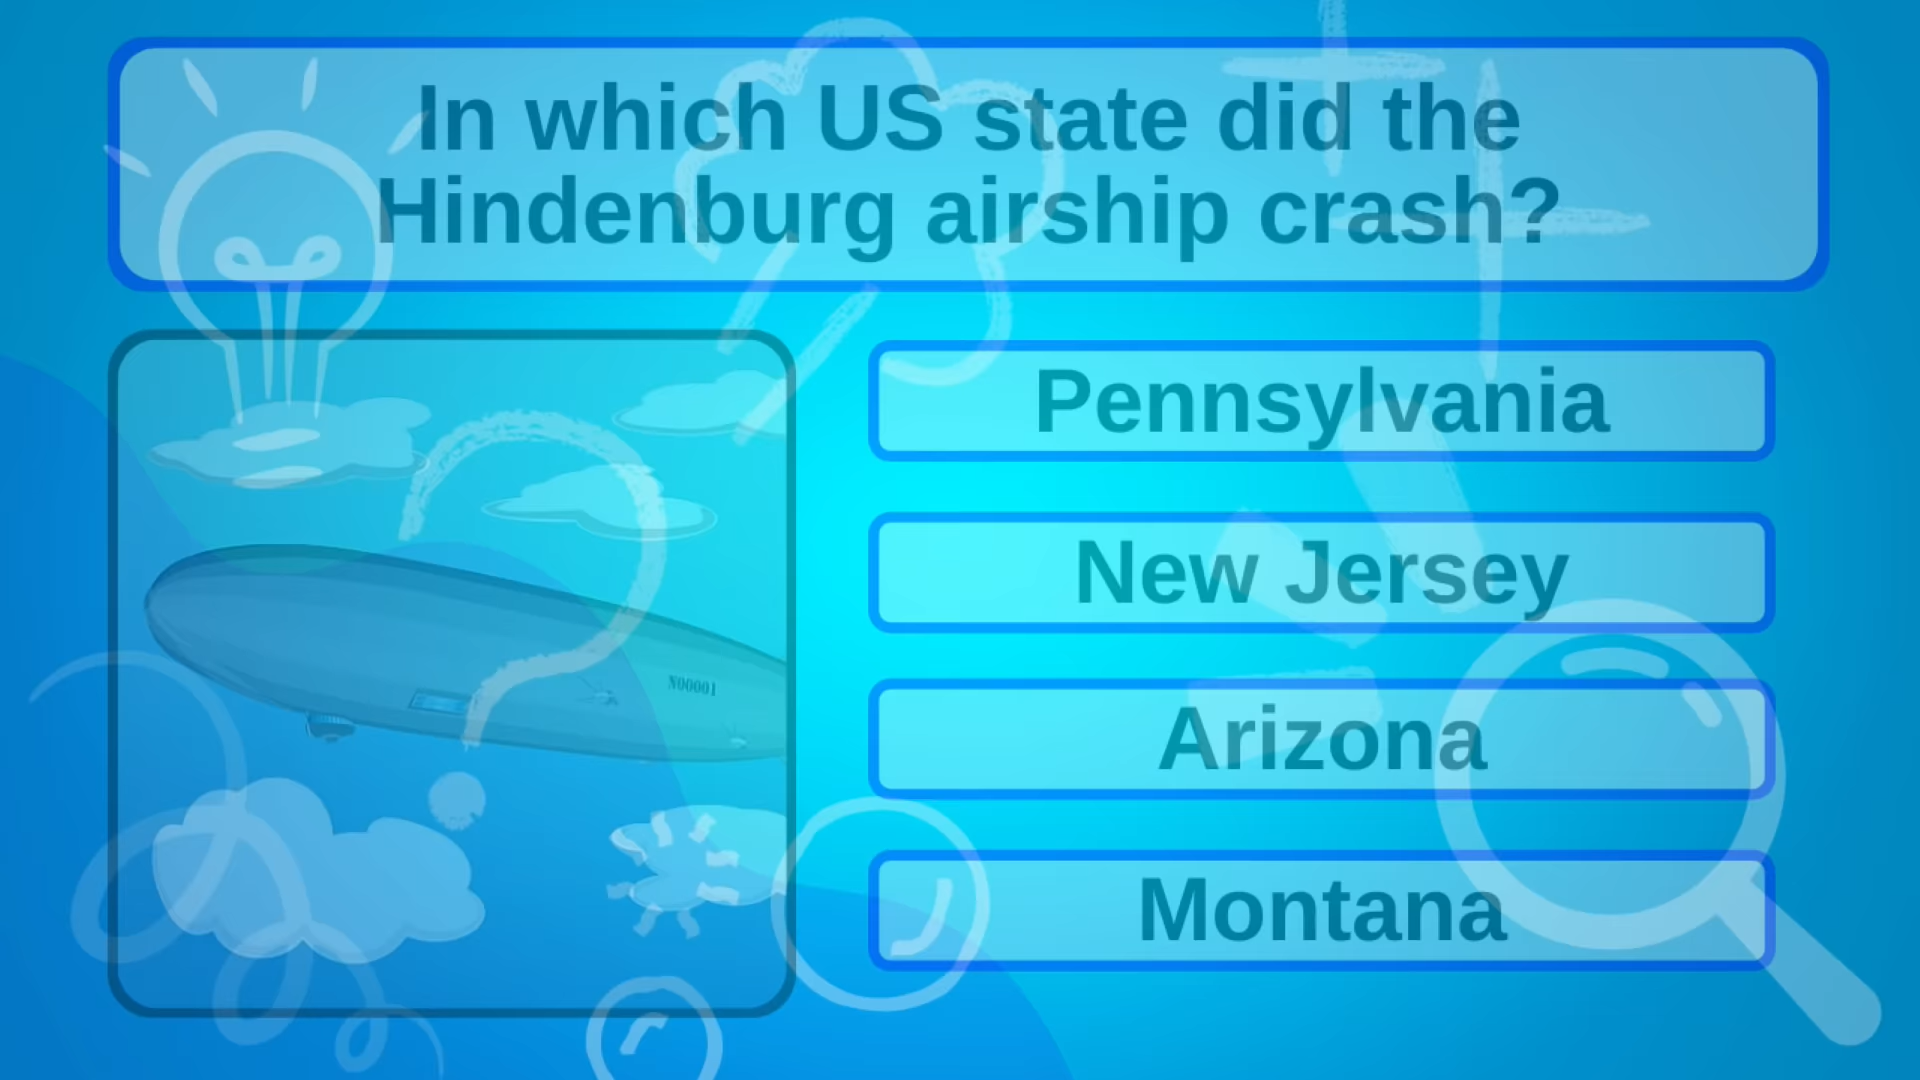 In which US state did the
Hindenburg airship crash?
Pennsylvania
New Jersey
N00001
Arizona
Montana